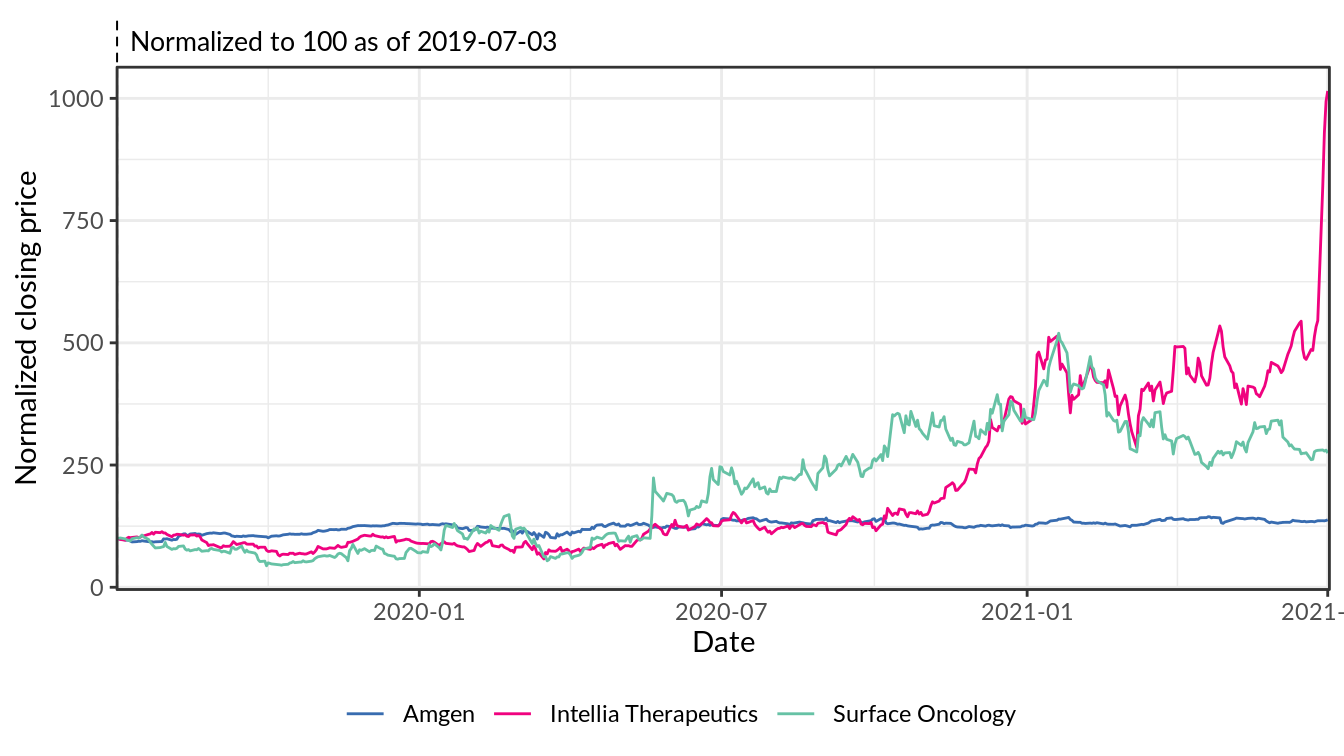 Normalized to 100 as of 2019-07-03
Normalized closing price
1000
750
500
250
0
2020-01
2020-07
2021-01
2021-
Date
Amgen
Intellia Therapeutics
Surface Oncology